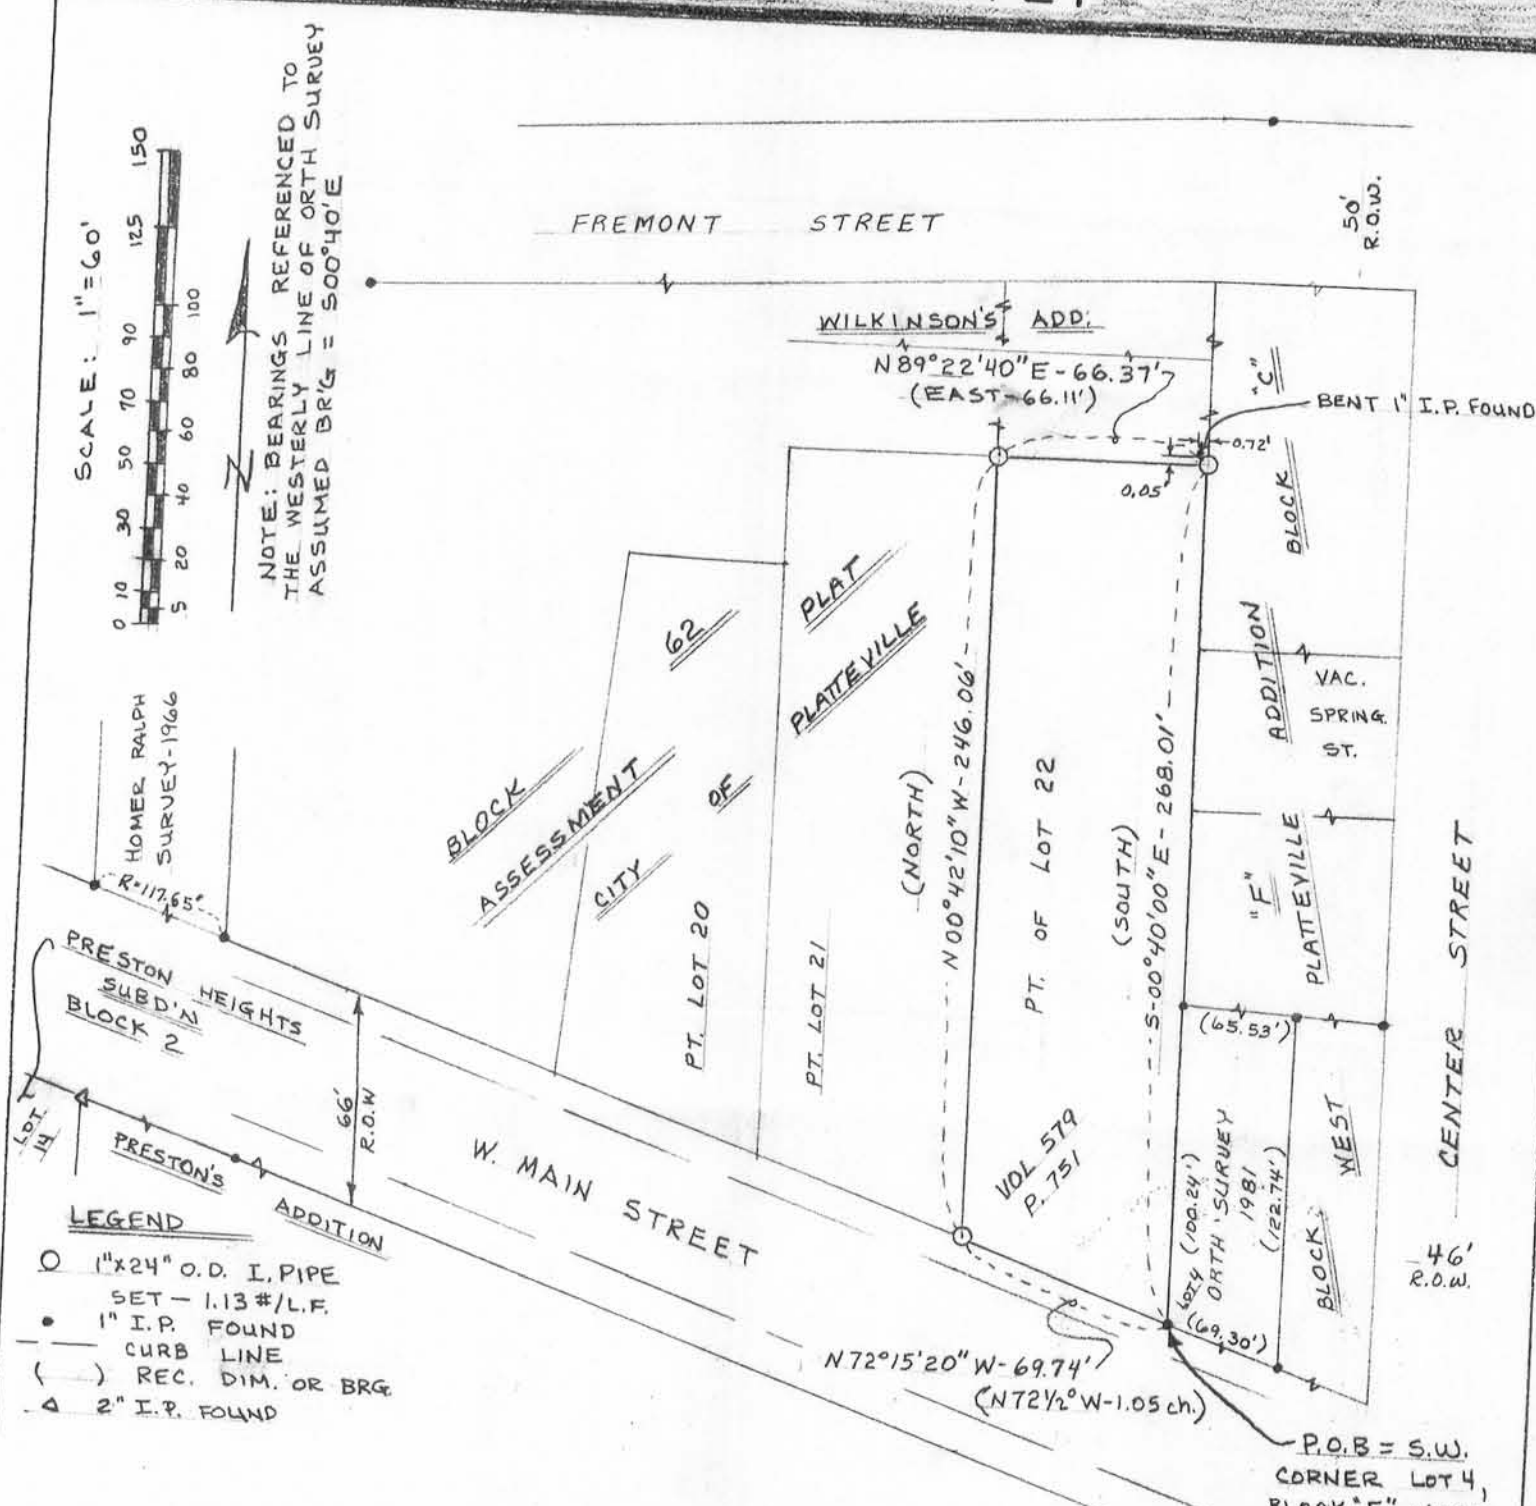 SCALE: 1"=60'
0 10 30 50 70 90 125 150
5 20 40 60 80 100
N
NOTE: BEARINGS REFERENCED TO
THE WESTERLY LINE OF ORTH SURVEY
ASSUMED BR'G = S00°40'E
FREMONT STREET
50'
R.O.W.
WILKINSON'S ADD.
N89°22'40"E-66.37'
(EAST-66.11')
BENT 1" I.P. FOUND
0.72'
0.05'
"C"
BLOCK
ADDITION
VAC.
SPRING
ST.
"F"
PLATTEVILLE
62
PLAT
PLATTEVILLE
BLOCK
ASSESSMENT
OF
CITY
PT. LOT 20
PT. LOT 21
(NORTH)
N00°42'10"W-246.06'
PT. OF LOT 22
(SOUTH)
S-00°40'00"E-268.01'
VOL 579
P. 751
HOMER RALPH
SURVEY-1966
R=117.65'
PRESTON HEIGHTS
SUBD'N
BLOCK 2
LOT
14
PRESTON'S
ADDITION
66'
R.O.W
W. MAIN STREET
(65.53')
LOT 4 (100.24')
ORTH SURVEY
1981
(122.74')
(69.30')
WEST
BLOCK
CENTER STREET
46'
R.O.W.
N72°15'20"W-69.74'
(N72½°W-1.05 ch.)
P.O.B = S.W.
CORNER LOT 4,
BLOCK "F"
LEGEND
1"x24" O.D. I. PIPE
SET - 1.13 #/L.F.
1" I.P. FOUND
CURB LINE
( ) REC. DIM. OR BRG.
2" I.P. FOUND